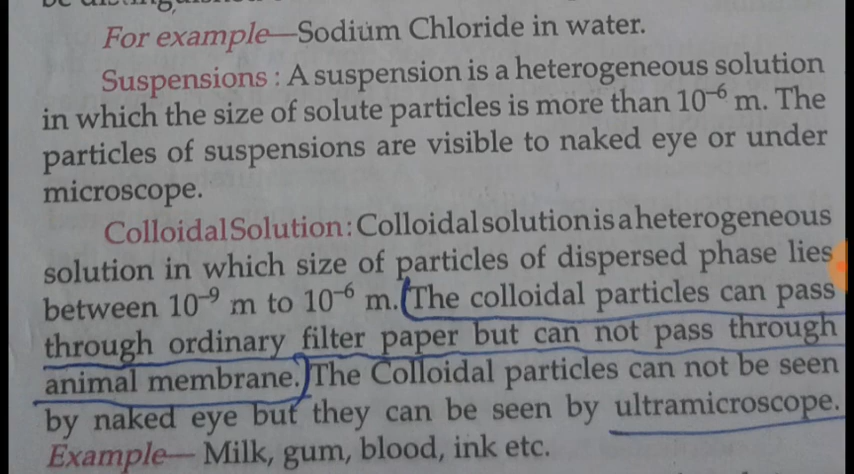 For example—Sodium Chloride in water.
Suspensions : A suspension is a heterogeneous solution
in which the size of solute particles is more than 10⁻⁶ m. The
particles of suspensions are visible to naked eye or under
microscope.
Colloidal Solution : Colloidal solution is a heterogeneous
solution in which size of particles of dispersed phase lies
between 10⁻⁹ m to 10⁻⁶ m. (The colloidal particles can pass
through ordinary filter paper but can not pass through
animal membrane.) The Colloidal particles can not be seen
by naked eye but they can be seen by ultramicroscope.
Example— Milk, gum, blood, ink etc.